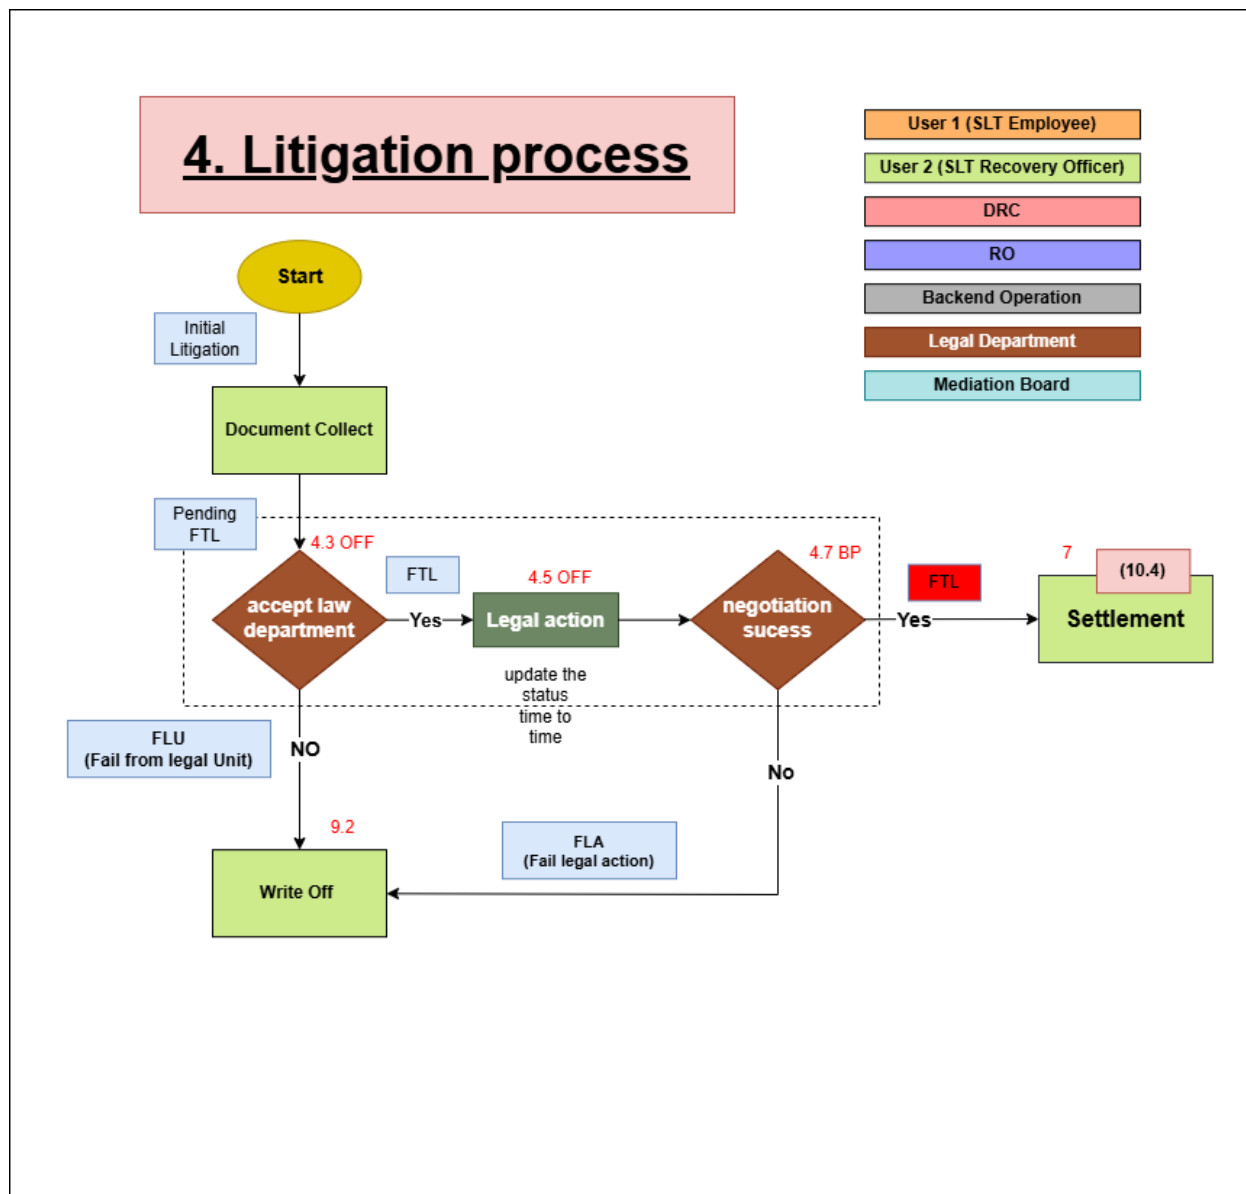 4. Litigation process
User 1 (SLT Employee)
User 2 (SLT Recovery Officer)
DRC
RO
Backend Operation
Legal Department
Mediation Board
Start
Initial
Litigation
Document Collect
Pending
FTL
4.3 OFF
accept law
department
FTL
Yes
4.5 OFF
Legal action
update the
status
time to
time
4.7 BP
negotiation
sucess
FTL
Yes
7
(10.4)
Settlement
FLU
(Fail from legal Unit)
NO
No
FLA
(Fail legal action)
9.2
Write Off